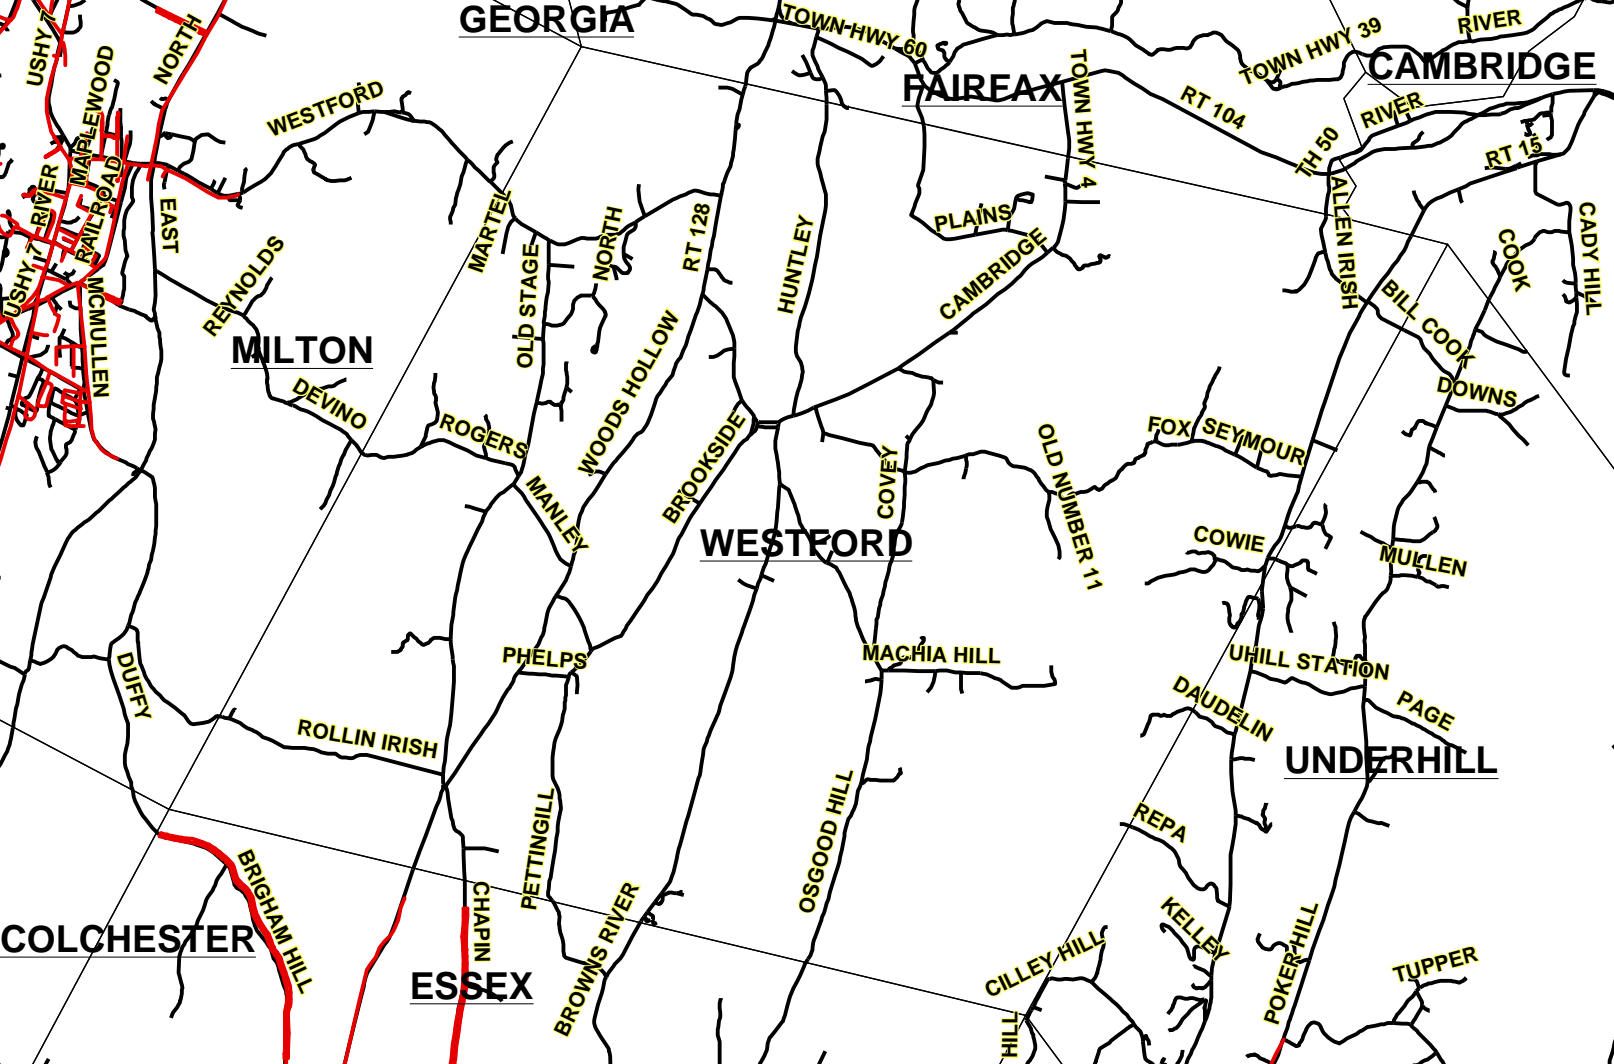 GEORGIA
TOWN HWY 60
TOWN HWY 39
RIVER
CAMBRIDGE
USHY 7
NORTH
MAPLEWOOD
WESTFORD
FAIRFAX
TOWN HWY 4
RT 104
RIVER
TH 50
RT 15
RIVER
RAILROAD
EAST
MARTEL
NORTH
RT 128
HUNTLEY
PLAINS
CAMBRIDGE
ALLEN IRISH
COOK
CADY HILL
USHY 7
REYNOLDS
OLD STAGE
MCMULLEN
MILTON
WOODS HOLLOW
BILL COOK
DOWNS
DEVINO
ROGERS
BROOKSIDE
COVEY
OLD NUMBER 11
FOX
SEYMOUR
MANLEY
WESTFORD
COWIE
MULLEN
PHELPS
MACHIA HILL
UHILL STATION
DUFFY
DAUDELIN
PAGE
ROLLIN IRISH
UNDERHILL
PETTINGILL
OSGOOD HILL
REPA
BRIGHAM HILL
CHAPIN
BROWNS RIVER
KELLEY
POKER HILL
COLCHESTER
CILLEY HILL
TUPPER
ESSEX
HILL